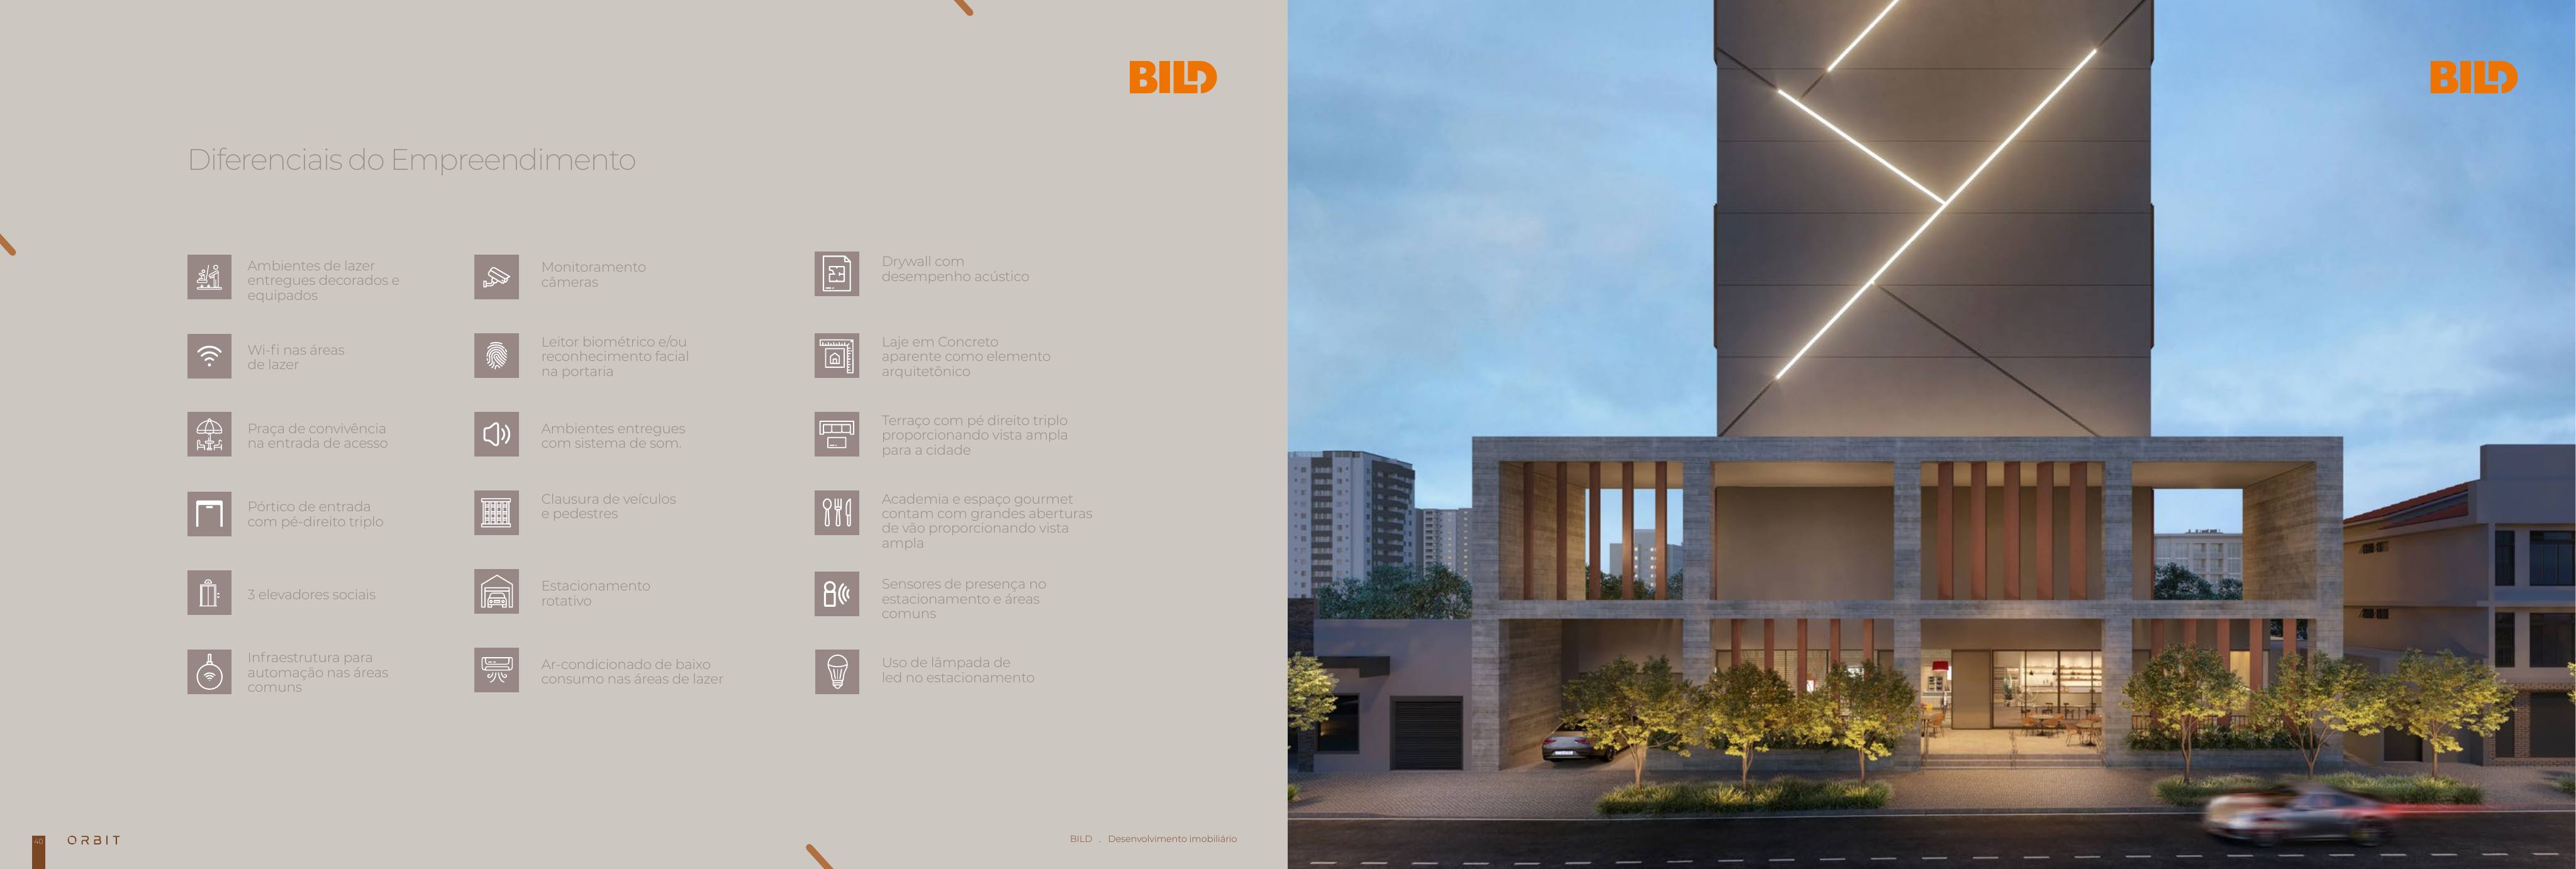 BILD
BILD
Diferenciais do Empreendimento
Ambientes de lazer
entregues decorados e
equipados
Wi-fi nas áreas
de lazer
Praça de convivência
na entrada de acesso
Pórtico de entrada
com pé-direito triplo
3 elevadores sociais
Infraestrutura para
automação nas áreas
comuns
Monitoramento
câmeras
Leitor biométrico e/ou
reconhecimento facial
na portaria
Ambientes entregues
com sistema de som.
Clausura de veículos
e pedestres
Estacionamento
rotativo
Ar-condicionado de baixo
consumo nas áreas de lazer
Drywall com
desempenho acústico
Laje em Concreto
aparente como elemento
arquitetônico
Terraço com pé direito triplo
proporcionando vista ampla
para a cidade
Academia e espaço gourmet
contam com grandes aberturas
de vão proporcionando vista
ampla
Sensores de presença no
estacionamento e áreas
comuns
Uso de lâmpada de
led no estacionamento
40
ORBIT
BILD . Desenvolvimento imobiliário